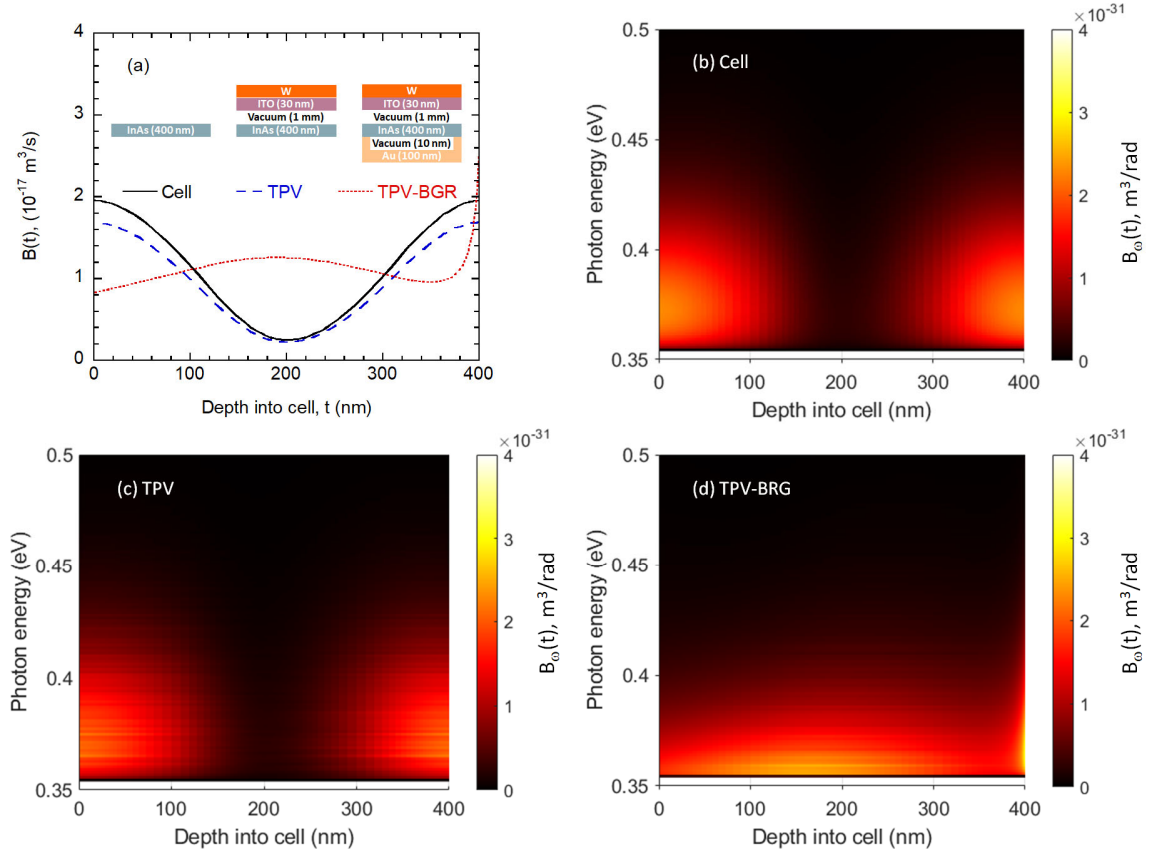 (a)
W
ITO (30 nm)
Vacuum (1 mm)
InAs (400 nm)
InAs (400 nm)
W
ITO (30 nm)
Vacuum (1 mm)
InAs (400 nm)
Vacuum (10 nm)
Au (100 nm)
Cell
TPV
TPV-BGR
B(t), (10⁻¹⁷ m³/s)
4
3
2
1
0
0
100
200
300
400
Depth into cell, t (nm)
(b) Cell
Photon energy (eV)
0.5
0.45
0.4
0.35
0
100
200
300
400
Depth into cell (nm)
×10⁻³¹
4
3
2
1
0
Bω(t), m³/rad
(c) TPV
Photon energy (eV)
0.5
0.45
0.4
0.35
0
100
200
300
400
Depth into cell (nm)
×10⁻³¹
4
3
2
1
0
Bω(t), m³/rad
(d) TPV-BRG
Photon energy (eV)
0.5
0.45
0.4
0.35
0
100
200
300
400
Depth into cell (nm)
×10⁻³¹
4
3
2
1
0
Bω(t), m³/rad